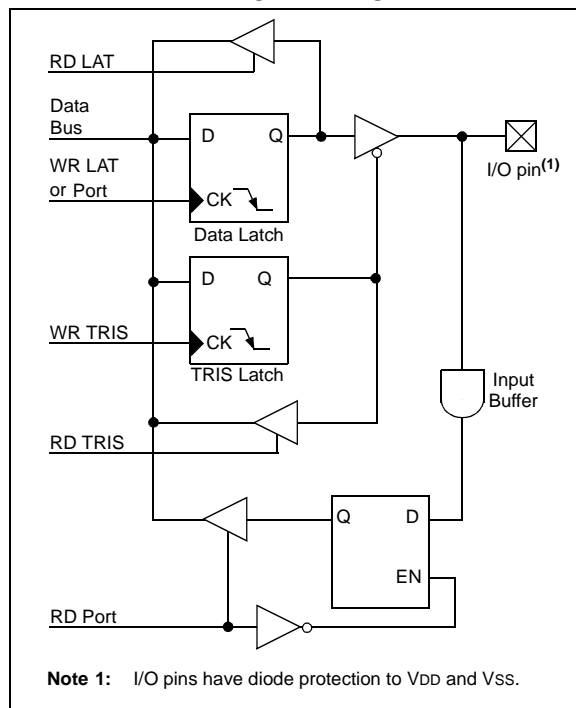 RD LAT
Data
Bus
D Q
WR LAT
or Port
CK
I/O pin(1)
Data Latch
D Q
WR TRIS
CK
TRIS Latch
Input
Buffer
RD TRIS
Q D
EN
RD Port
Note 1: I/O pins have diode protection to VDD and VSS.